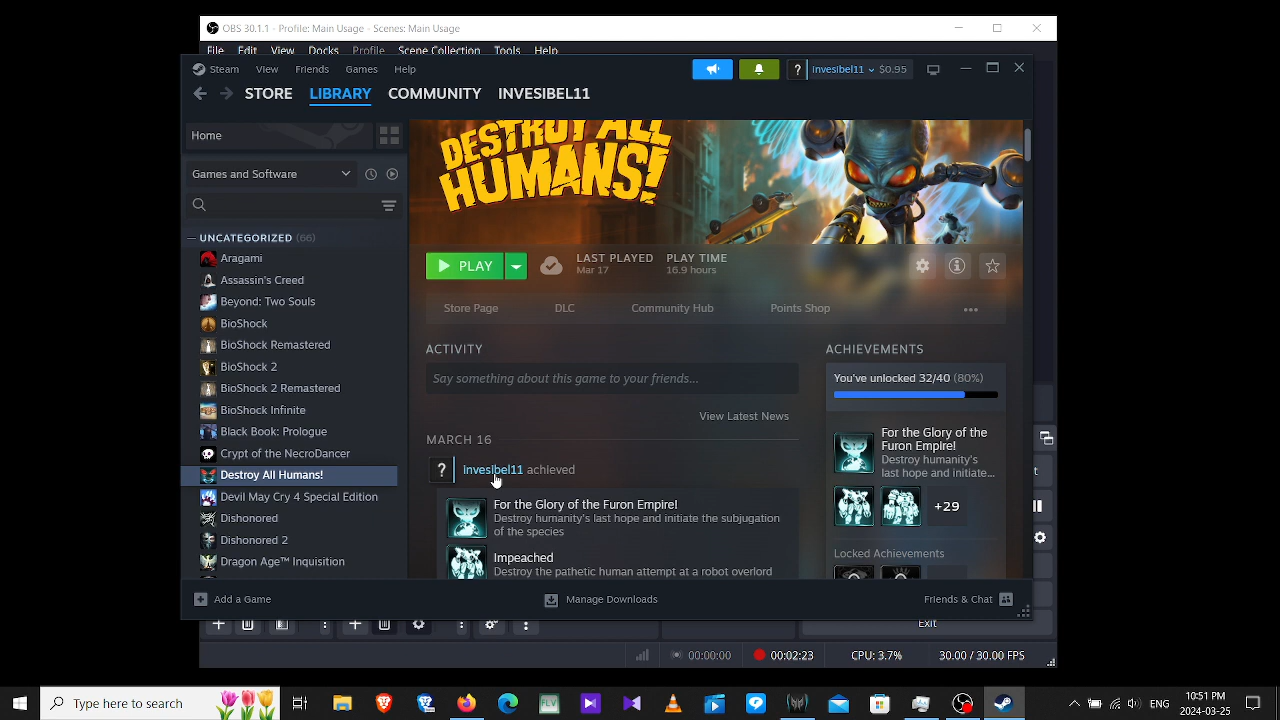 OBS 30.1.1 - Profile: Main Usage - Scenes: Main Usage
File Edit View Docks Profile Scene Collection Tools Help
Steam View Friends Games Help
? invesibel11 $0.95
STORE LIBRARY COMMUNITY INVESIBEL11
Home
Games and Software
UNCATEGORIZED (66)
Aragami
Assassin's Creed
Beyond: Two Souls
BioShock
BioShock Remastered
BioShock 2
BioShock 2 Remastered
BioShock Infinite
Black Book: Prologue
Crypt of the NecroDancer
Destroy All Humans!
Devil May Cry 4 Special Edition
Dishonored
Dishonored 2
Dragon Age™ Inquisition
DESTROY ALL
HUMANS!
PLAY
LAST PLAYED
Mar 17
PLAY TIME
16.9 hours
Store Page DLC Community Hub Points Shop
ACTIVITY
Say something about this game to your friends...
View Latest News
MARCH 16
? invesibel11 achieved
For the Glory of the Furon Empire!
Destroy humanity's last hope and initiate the subjugation
of the species
Impeached
Destroy the pathetic human attempt at a robot overlord
ACHIEVEMENTS
You've unlocked 32/40 (80%)
For the Glory of the
Furon Empire!
Destroy humanity's
last hope and initiate...
+29
Locked Achievements
Add a Game Manage Downloads Friends & Chat
Exit
00:00:00 00:02:23 CPU: 3.7% 30.00 / 30.00 FPS
Type here to search
FLV
ENG
10:51 PM
2024-03-25